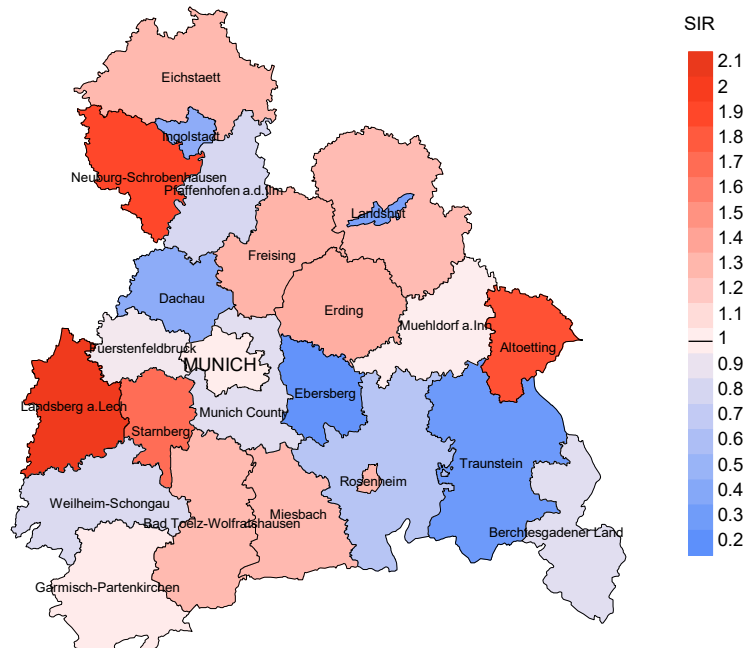 SIR
2.1
2
1.9
1.8
1.7
1.6
1.5
1.4
1.3
1.2
1.1
1
0.9
0.8
0.7
0.6
0.5
0.4
0.3
0.2
Eichstaett
Ingolstadt
Neuburg-Schrobenhausen
Pfaffenhofen a.d.Ilm
Landshut
Freising
Dachau
Erding
Muehldorf a.Inn
Altoetting
Fuerstenfeldbruck
MUNICH
Ebersberg
Landsberg a.Lech
Munich County
Starnberg
Traunstein
Rosenheim
Weilheim-Schongau
Miesbach
Bad Toelz-Wolfratshausen
Berchtesgadener Land
Garmisch-Partenkirchen